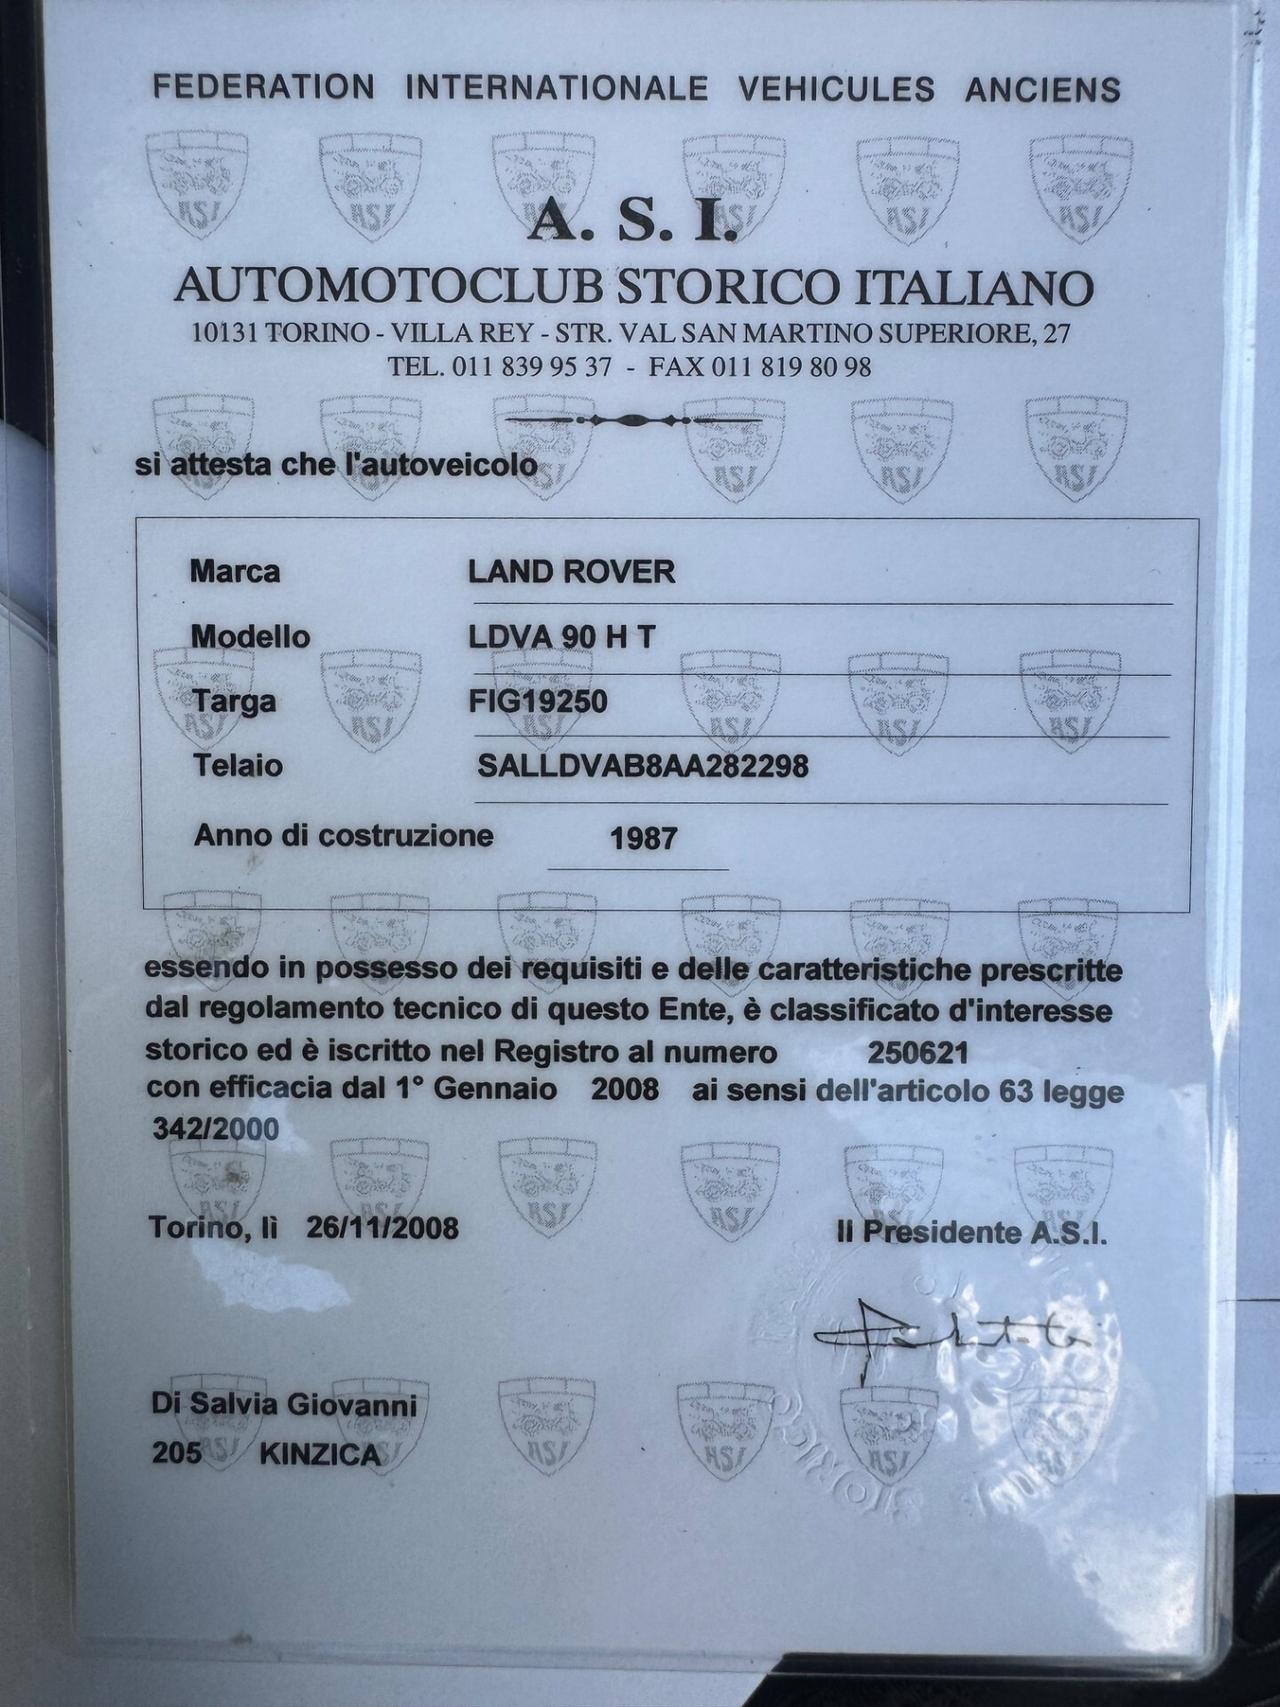 FEDERATION INTERNATIONALE VEHICULES ANCIENS
A. S. I.
AUTOMOTOCLUB STORICO ITALIANO
10131 TORINO - VILLA REY - STR. VAL SAN MARTINO SUPERIORE, 27
TEL. 011 839 95 37 - FAX 011 819 80 98
si attesta che l'autoveicolo
Marca LAND ROVER
Modello LDVA 90 H T
Targa FIG19250
Telaio SALLDVAB8AA282298
Anno di costruzione 1987
essendo in possesso dei requisiti e delle caratteristiche prescritte
dal regolamento tecnico di questo Ente, è classificato d'interesse
storico ed è iscritto nel Registro al numero 250621
con efficacia dal 1° Gennaio 2008 ai sensi dell'articolo 63 legge
342/2000
Torino, lì 26/11/2008 Il Presidente A.S.I.
Di Salvia Giovanni
205 KINZICA
ASI